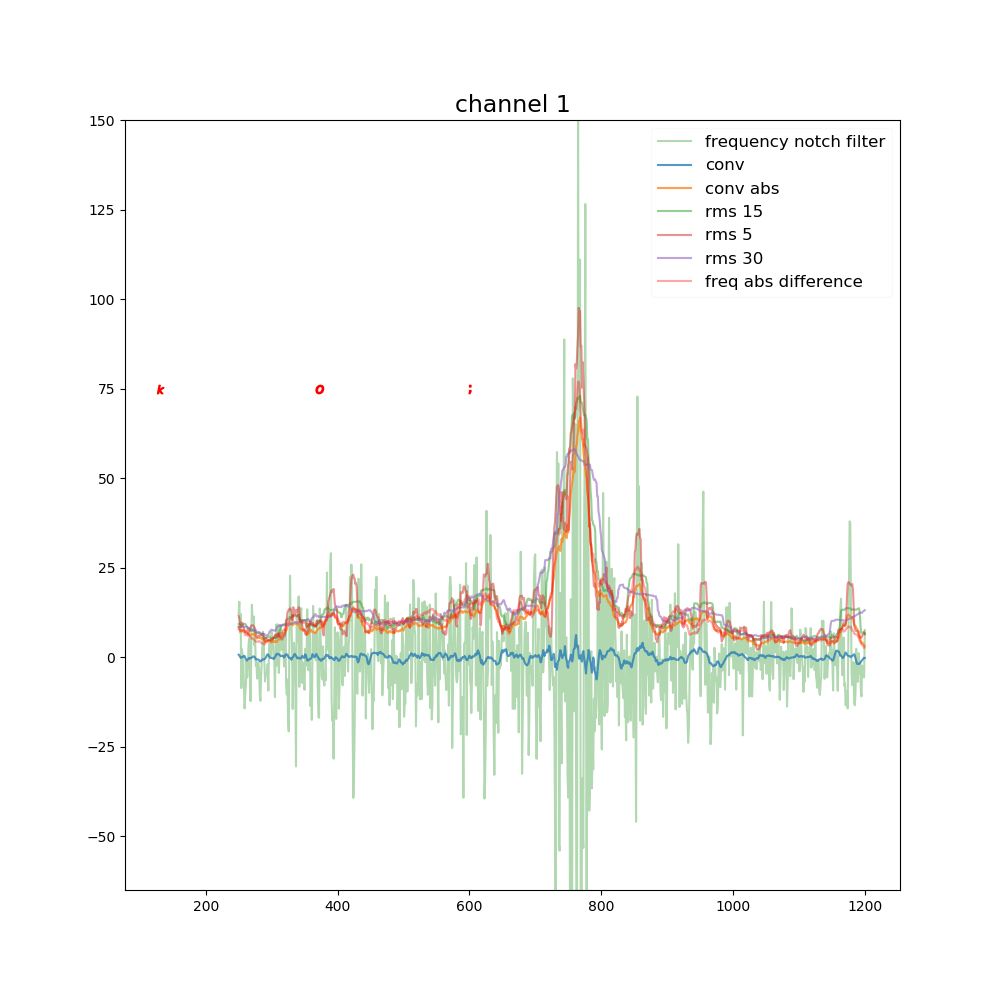 channel 1
150
125
100
75
50
25
0
−25
−50
frequency notch filter
conv
conv abs
rms 15
rms 5
rms 30
freq abs difference
k o ;
200 400 600 800 1000 1200